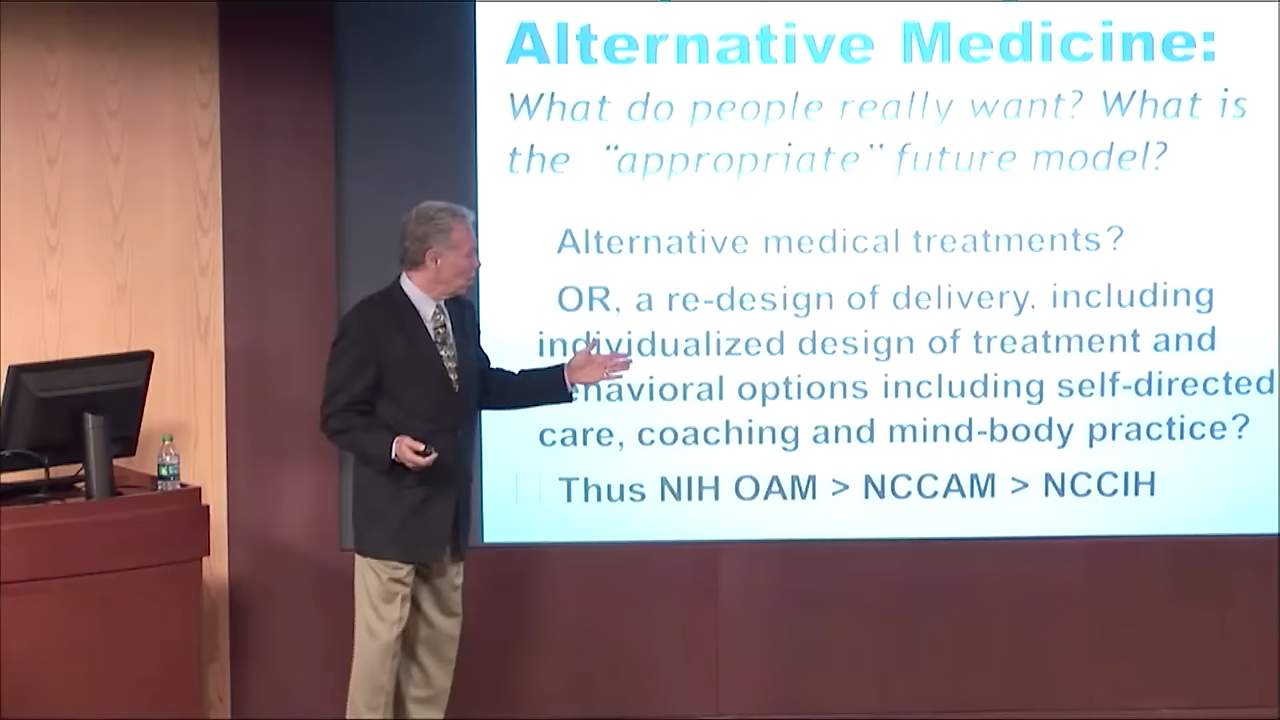 Alternative Medicine:
What do people really want? What is
the "appropriate" future model?
Alternative medical treatments?
OR, a re-design of delivery, including
individualized design of treatment and
behavioral options including self-directed
care, coaching and mind-body practice?
Thus NIH OAM > NCCAM > NCCIH